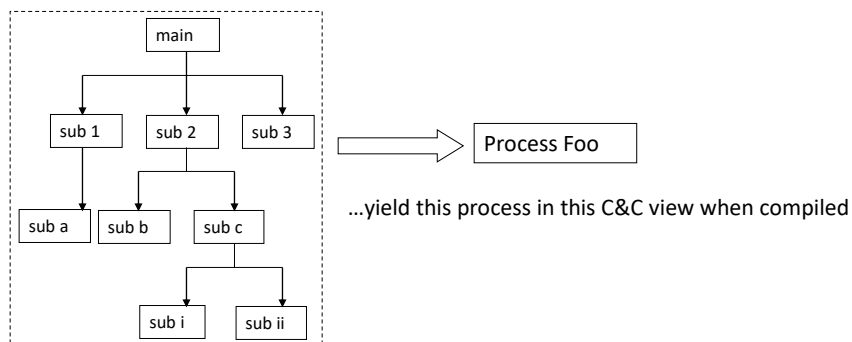 main
sub 1
sub 2
sub 3
Process Foo
…yield this process in this C&C view when compiled
sub a
sub b
sub c
sub i
sub ii